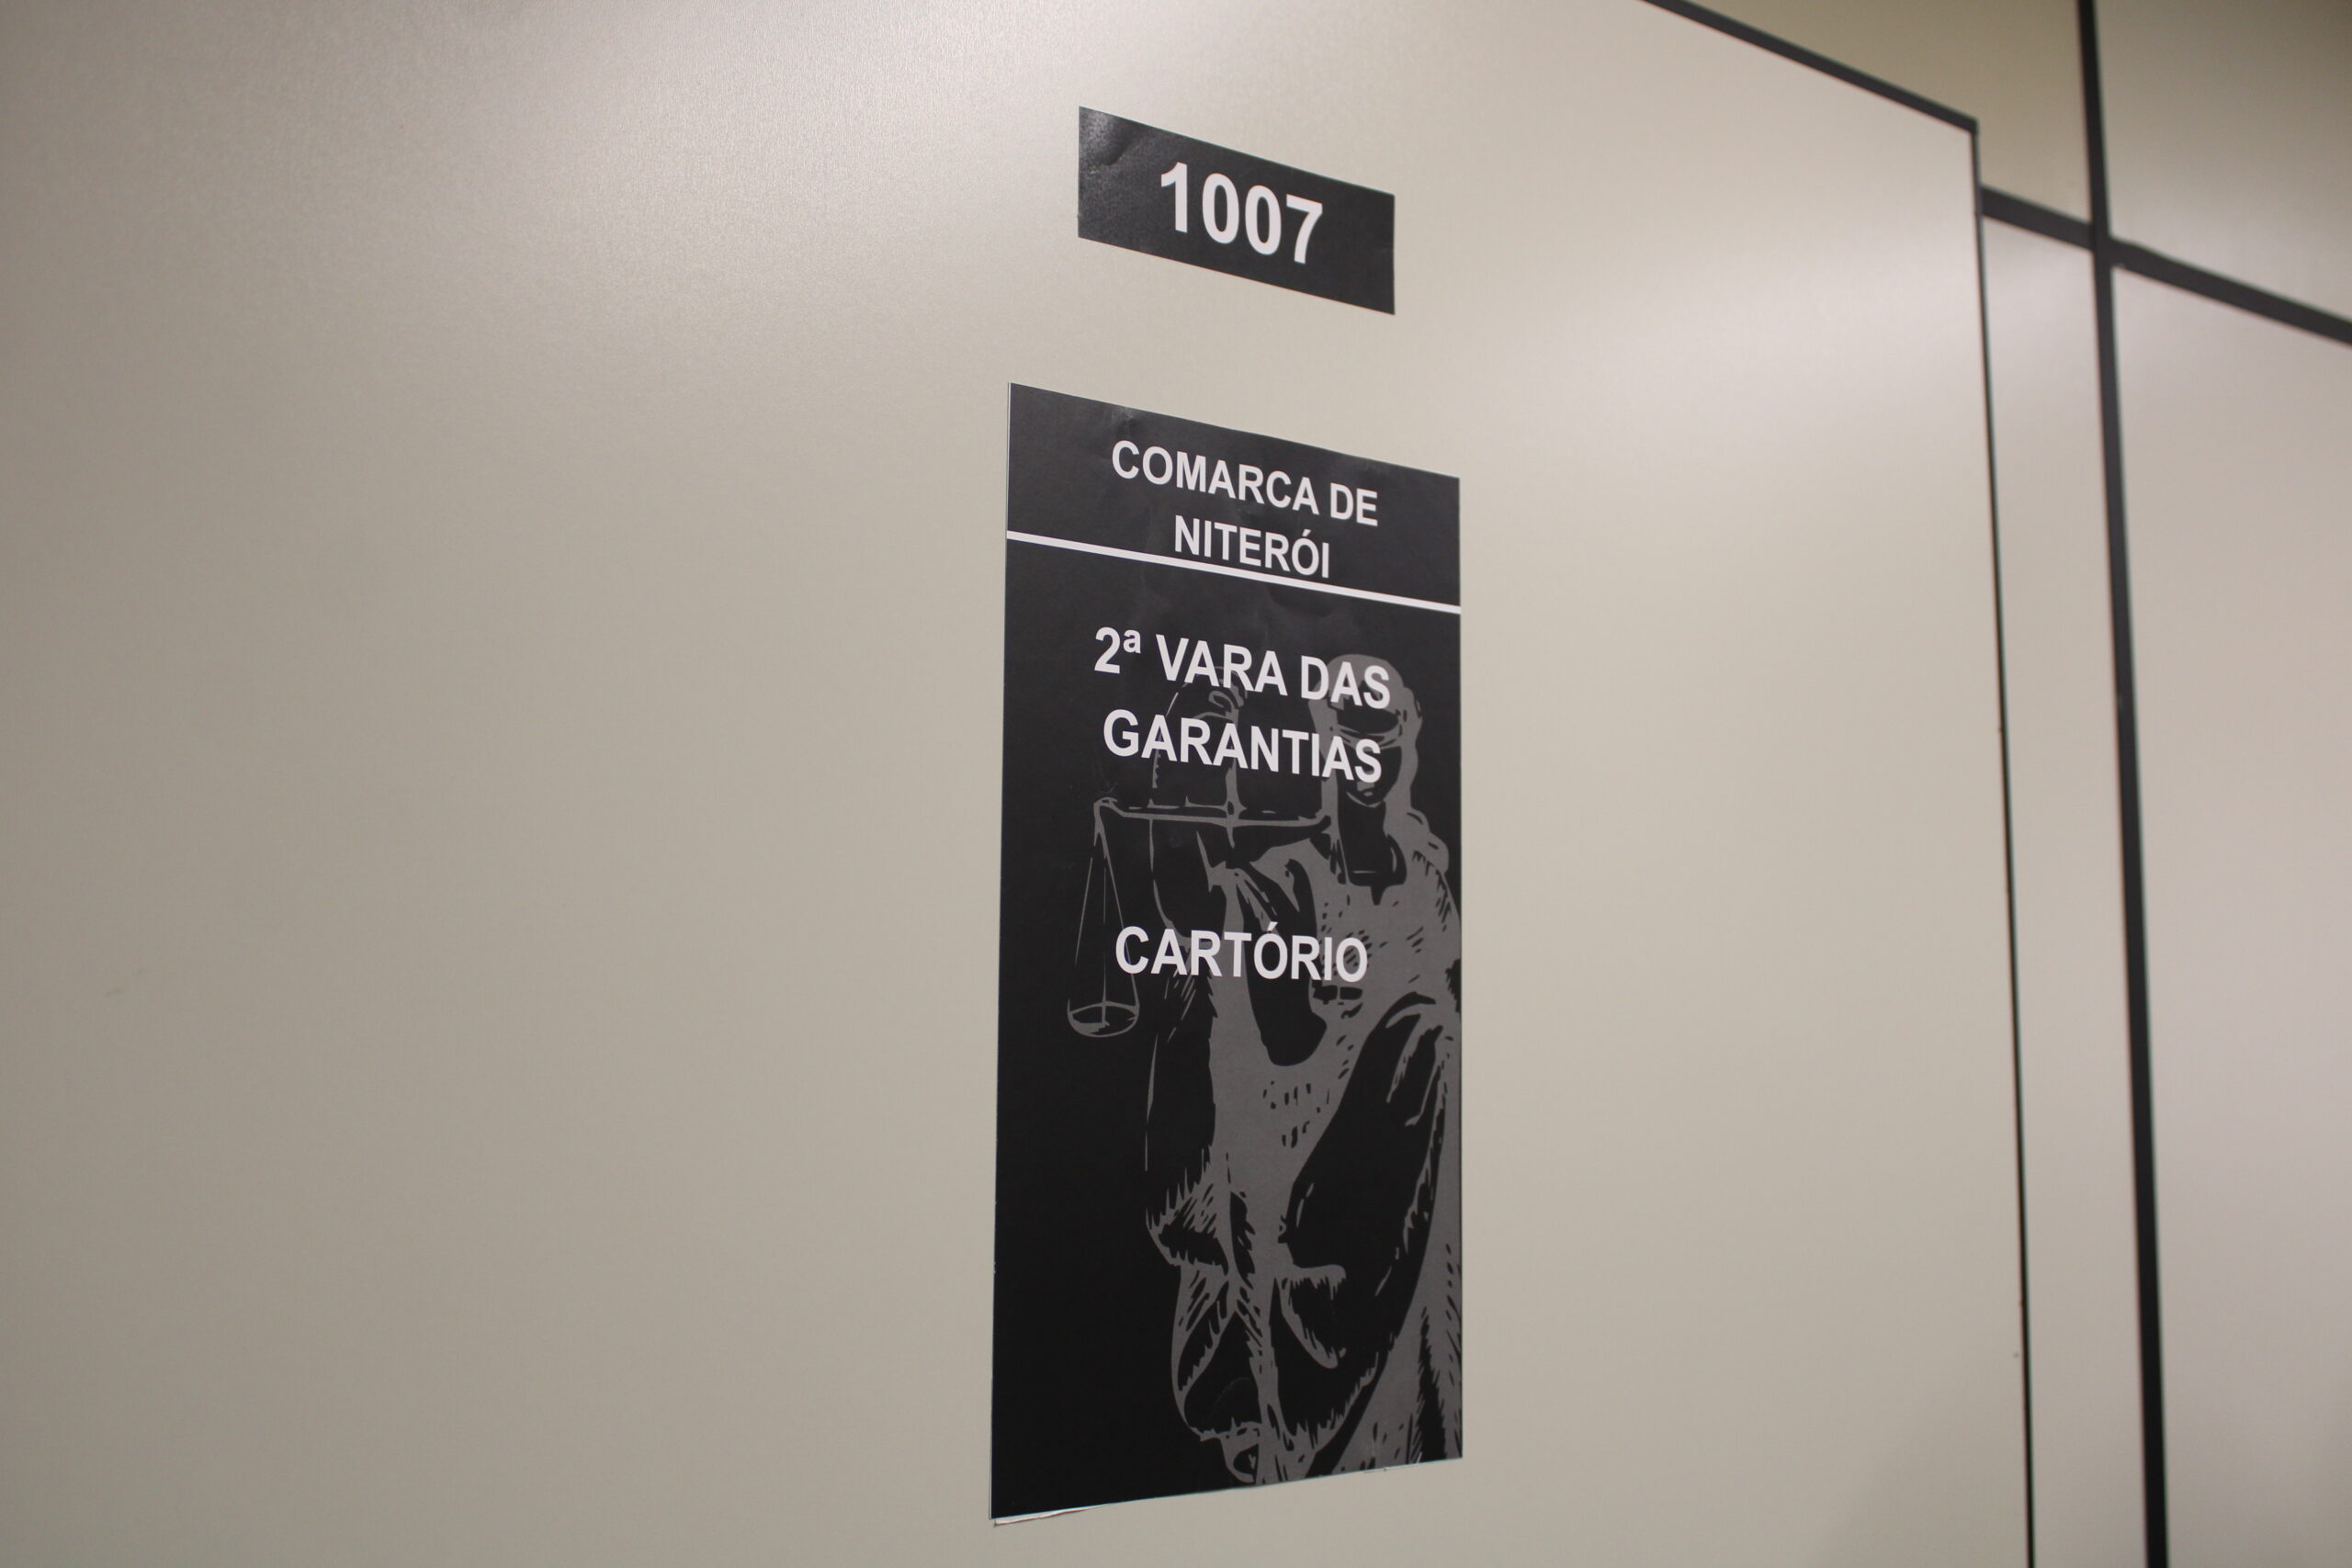 1007
COMARCA DE
NITERÓI
2ª VARA DAS
GARANTIAS
CARTÓRIO